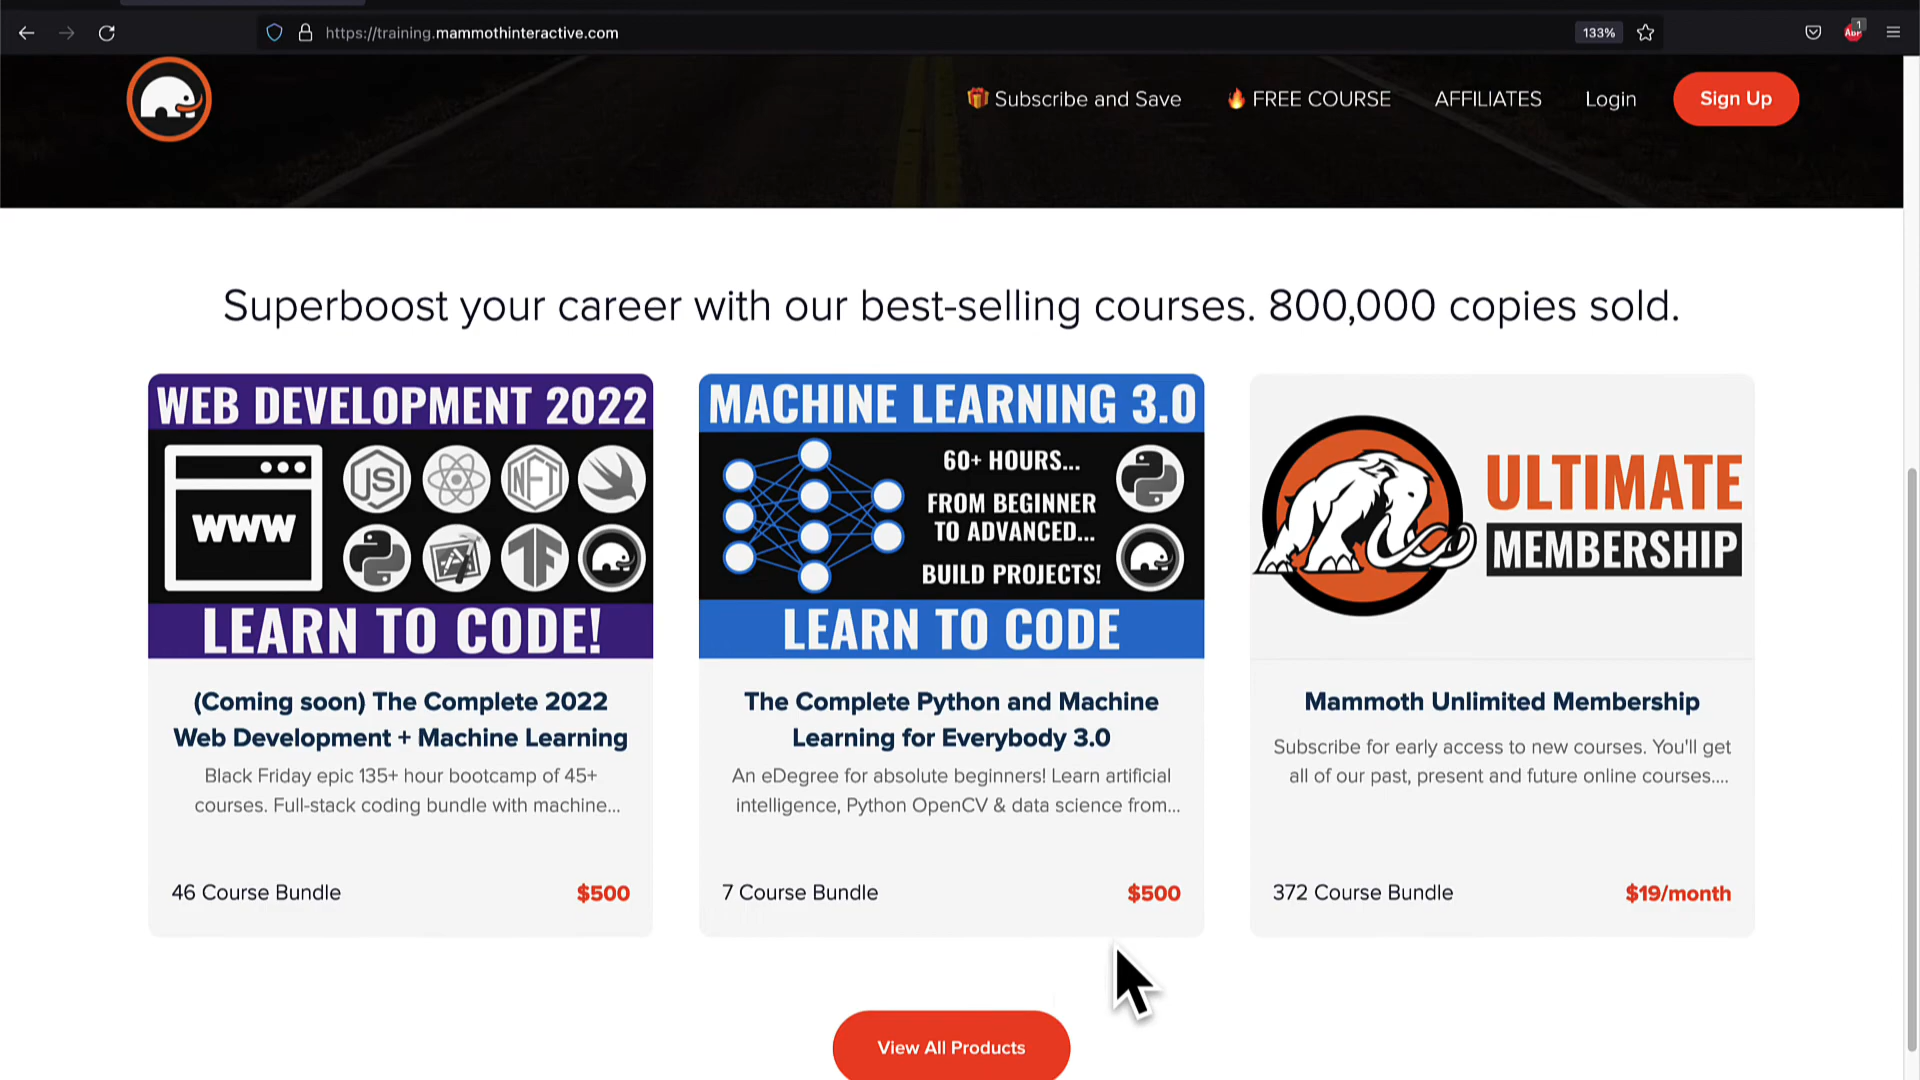 https://training.mammothinteractive.com
133%
1
ABP
Subscribe and Save
FREE COURSE
AFFILIATES
Login
Sign Up
Superboost your career with our best-selling courses. 800,000 copies sold.
WEB DEVELOPMENT 2022
WWW
JS
NFT
LEARN TO CODE!
(Coming soon) The Complete 2022
Web Development + Machine Learning
Black Friday epic 135+ hour bootcamp of 45+
courses. Full-stack coding bundle with machine...
46 Course Bundle
$500
MACHINE LEARNING 3.0
60+ HOURS...
FROM BEGINNER
TO ADVANCED...
BUILD PROJECTS!
LEARN TO CODE
The Complete Python and Machine
Learning for Everybody 3.0
An eDegree for absolute beginners! Learn artificial
intelligence, Python OpenCV & data science from...
7 Course Bundle
$500
ULTIMATE
MEMBERSHIP
Mammoth Unlimited Membership
Subscribe for early access to new courses. You'll get
all of our past, present and future online courses....
372 Course Bundle
$19/month
View All Products